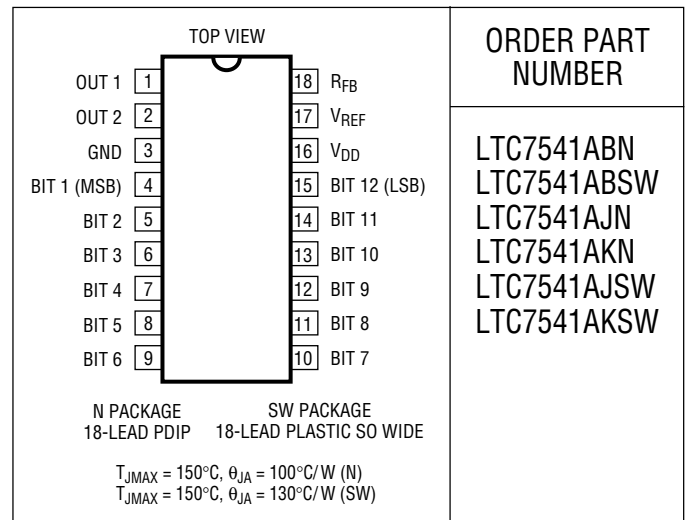 TOP VIEW
OUT 1 1
OUT 2 2
GND 3
BIT 1 (MSB) 4
BIT 2 5
BIT 3 6
BIT 4 7
BIT 5 8
BIT 6 9
18 RFB
17 VREF
16 VDD
15 BIT 12 (LSB)
14 BIT 11
13 BIT 10
12 BIT 9
11 BIT 8
10 BIT 7
N PACKAGE
18-LEAD PDIP
SW PACKAGE
18-LEAD PLASTIC SO WIDE
TJMAX = 150°C, θJA = 100°C/W (N)
TJMAX = 150°C, θJA = 130°C/W (SW)
ORDER PART
NUMBER
LTC7541ABN
LTC7541ABSW
LTC7541AJN
LTC7541AKN
LTC7541AJSW
LTC7541AKSW